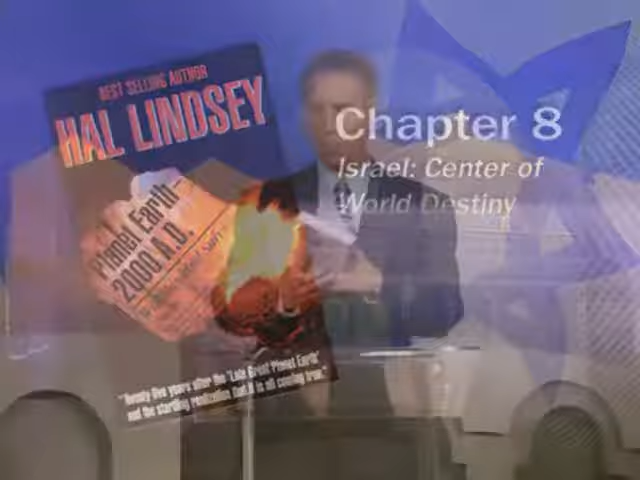 BEST SELLING AUTHOR
HAL LINDSEY
Planet Earth—
2000 A.D.
"Twenty five years after the 'Late Great Planet Earth'
and the startling realization that it is all coming true."
Chapter 8
Israel: Center of
World Destiny